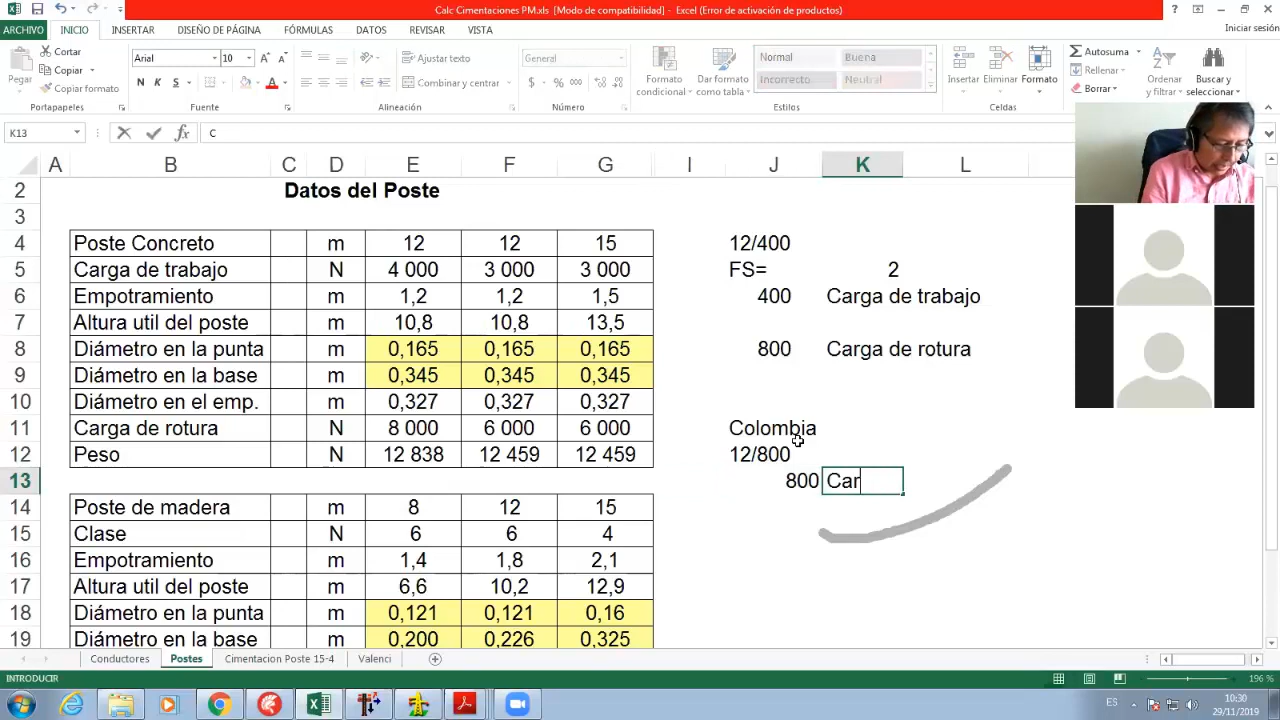 Calc Cimentaciones PM.xls [Modo de compatibilidad] - Excel (Error de activación de productos)
ARCHIVO INICIO INSERTAR DISEÑO DE PÁGINA FÓRMULAS DATOS REVISAR VISTA Iniciar sesión
Pegar Cortar Copiar Copiar formato
Arial 10 N K S
Ajustar texto Combinar y centrar
General $ % 000
Formato condicional Dar formato como tabla
Normal Buena
Incorrecto Neutral
Insertar Eliminar Formato
Autosuma Rellenar Borrar
Ordenar y filtrar Buscar y seleccionar
Portapapeles Fuente Alineación Número Estilos Celdas
K13 fx C
A B C D E F G I J K L
2 Datos del Poste
3
4 Poste Concreto m 12 12 15 12/400
5 Carga de trabajo N 4 000 3 000 3 000 FS= 2
6 Empotramiento m 1,2 1,2 1,5 400 Carga de trabajo
7 Altura util del poste m 10,8 10,8 13,5
8 Diámetro en la punta m 0,165 0,165 0,165 800 Carga de rotura
9 Diámetro en la base m 0,345 0,345 0,345
10 Diámetro en el emp. m 0,327 0,327 0,327
11 Carga de rotura N 8 000 6 000 6 000 Colombia
12 Peso N 12 838 12 459 12 459 12/800
13 800 Car
14 Poste de madera m 8 12 15
15 Clase N 6 6 4
16 Empotramiento m 1,4 1,8 2,1
17 Altura util del poste m 6,6 10,2 12,9
18 Diámetro en la punta m 0,121 0,121 0,16
19 Diámetro en la base m 0,200 0,226 0,325
Conductores Postes Cimentacion Poste 15-4 Valenci
INTRODUCIR 196 %
ES 10:30
29/11/2019